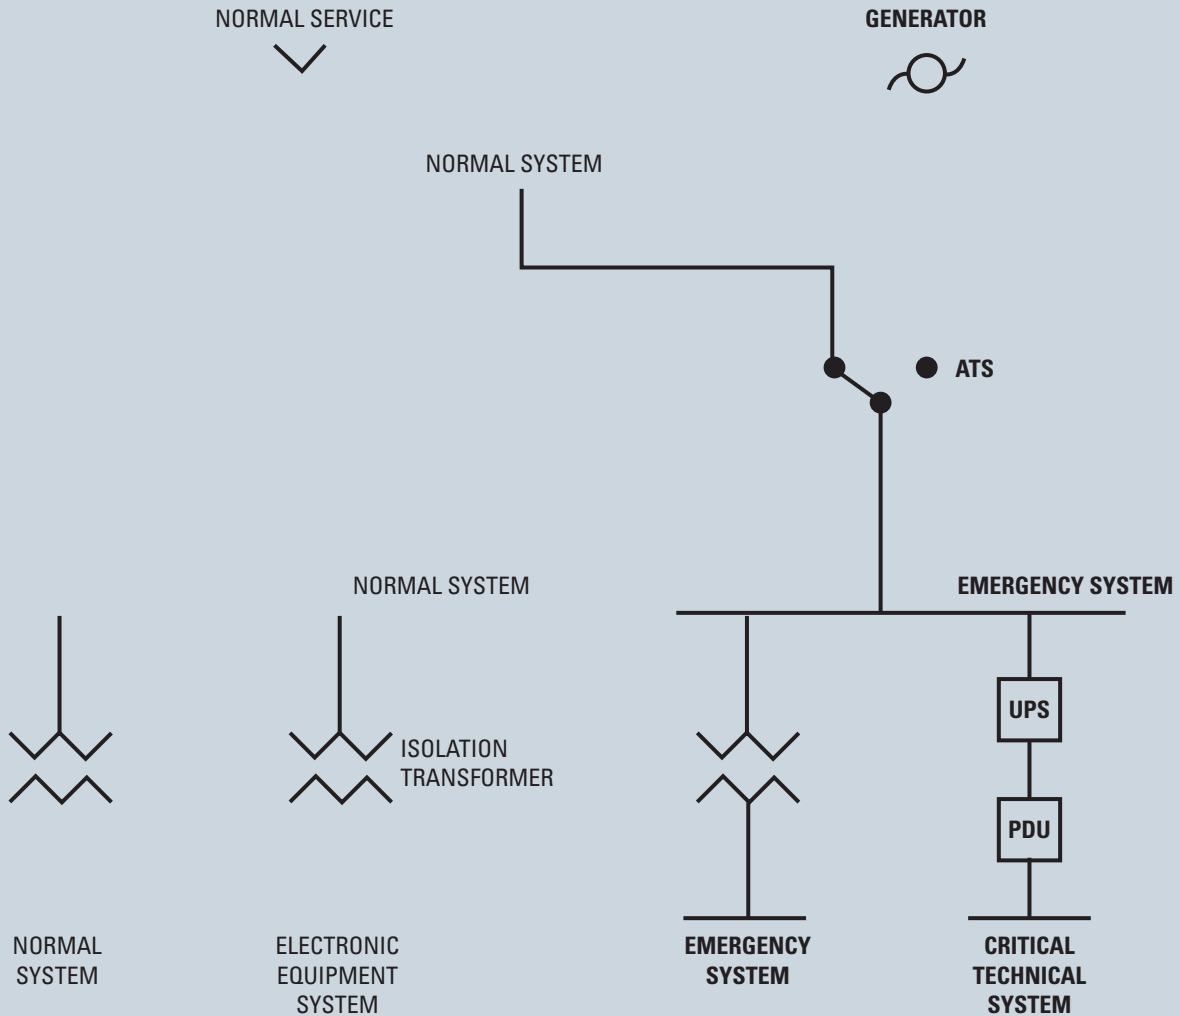 NORMAL SERVICE
GENERATOR
NORMAL SYSTEM
ATS
NORMAL SYSTEM
EMERGENCY SYSTEM
UPS
ISOLATION
TRANSFORMER
PDU
NORMAL
SYSTEM
ELECTRONIC
EQUIPMENT
SYSTEM
EMERGENCY
SYSTEM
CRITICAL
TECHNICAL
SYSTEM